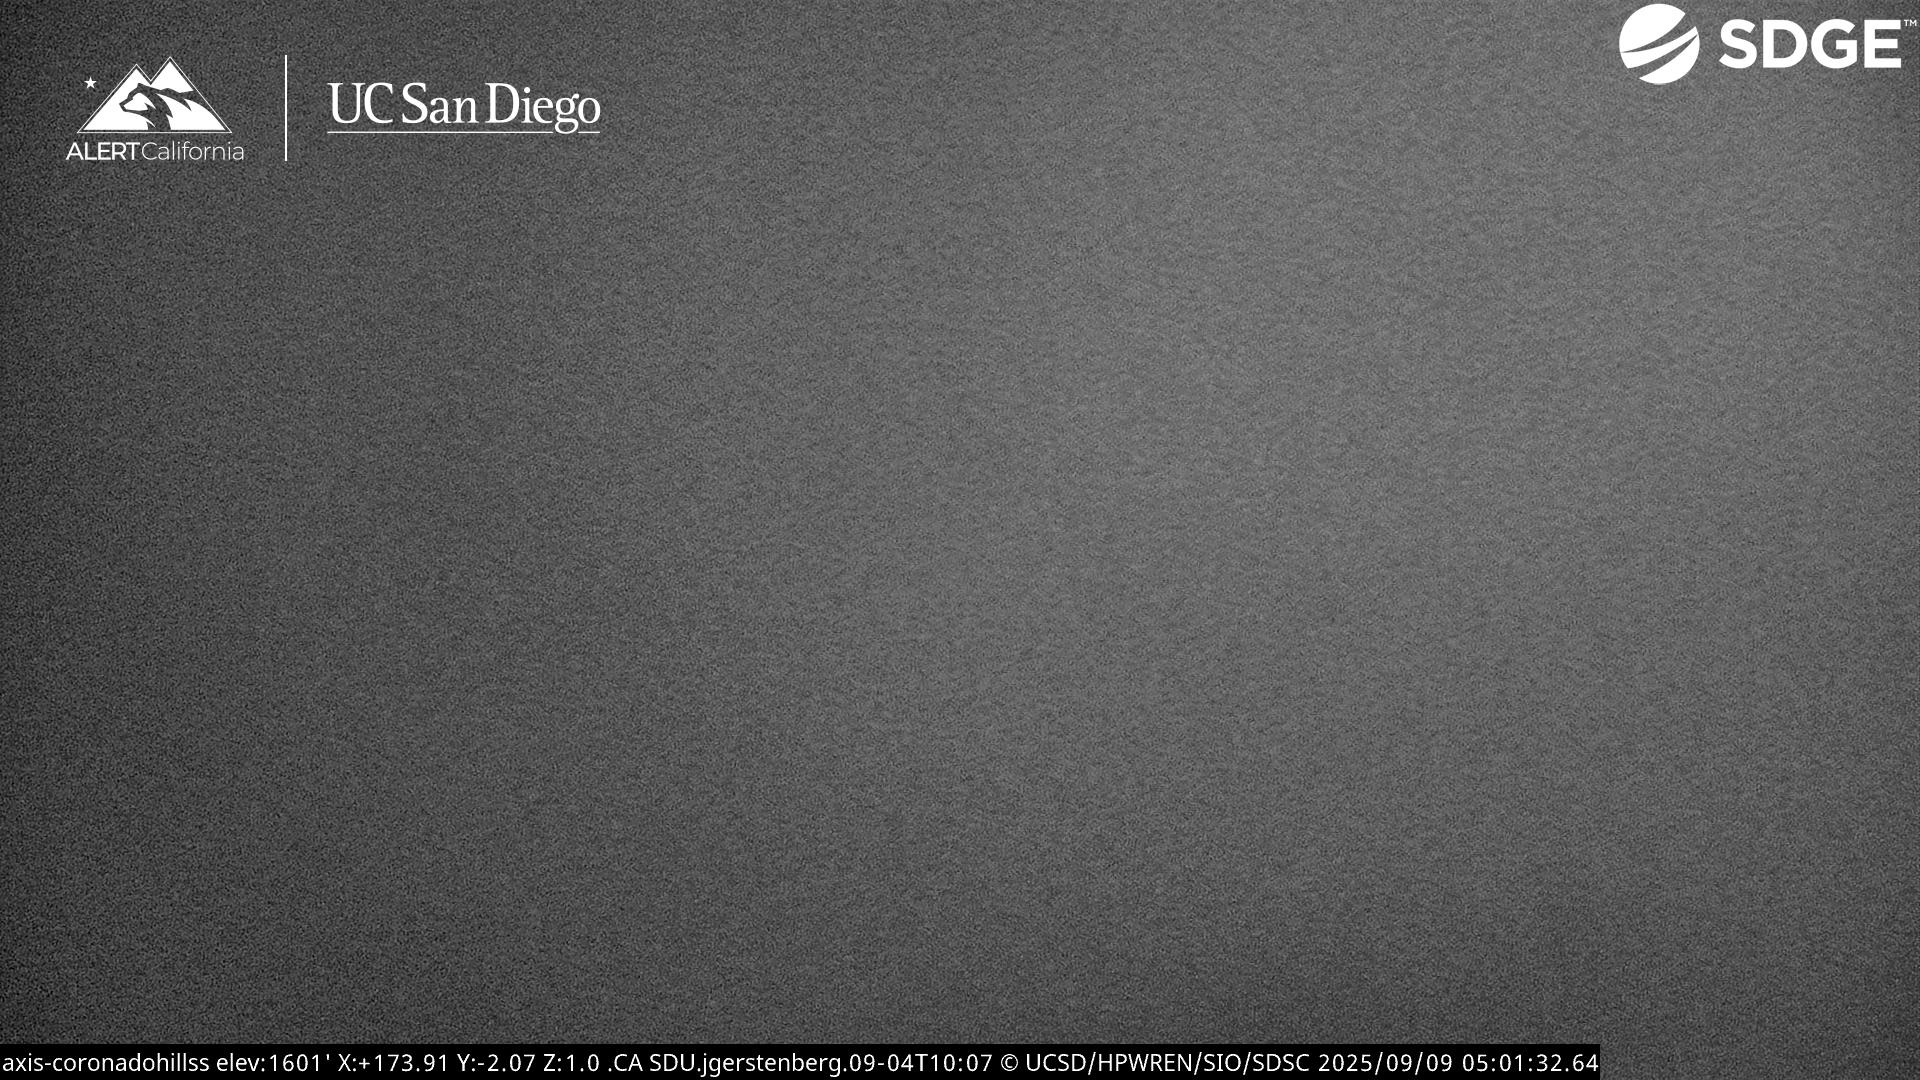 SDGE™
UC San Diego
ALERTCalifornia
axis-coronadohillss elev:1601' X:+173.91 Y:-2.07 Z:1.0 .CA SDU.jgerstenberg.09-04T10:07 © UCSD/HPWREN/SIO/SDSC 2025/09/09 05:01:32.64